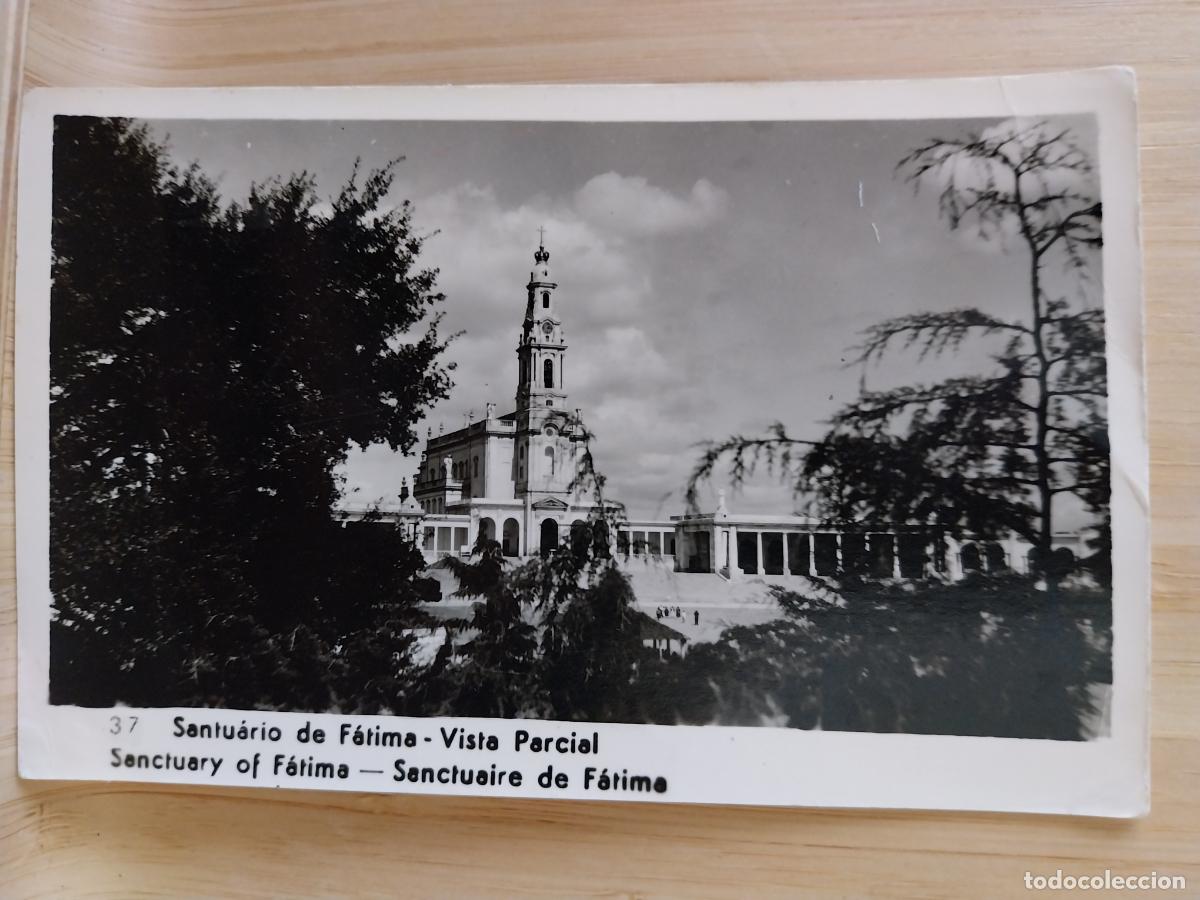 37 Santuário de Fátima - Vista Parcial
Sanctuary of Fátima — Sanctuaire de Fátima
todocoleccion